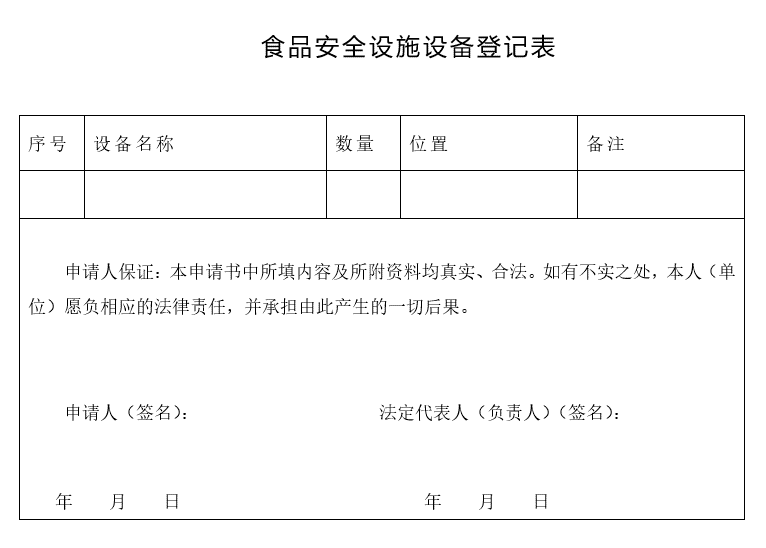 食品安全设施设备登记表
序号 设备名称 数量 位置 备注
申请人保证：本申请书中所填内容及所附资料均真实、合法。如有不实之处，本人（单
位）愿负相应的法律责任，并承担由此产生的一切后果。
申请人（签名）： 法定代表人（负责人）（签名）：
年 月 日 年 月 日